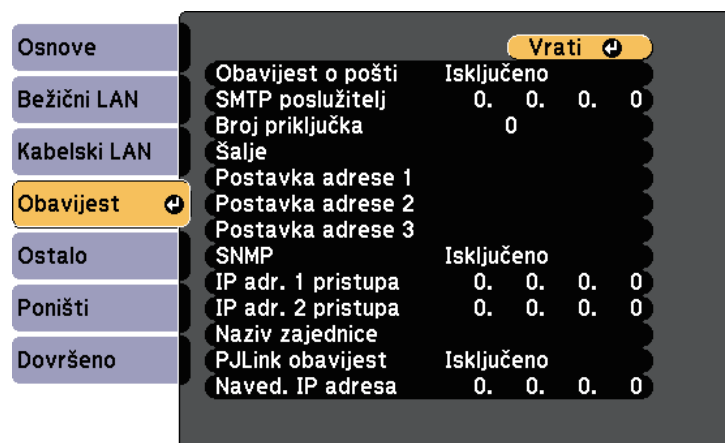 Osnove
Bežični LAN
Kabelski LAN
Obavijest
Ostalo
Poništi
Dovršeno
Vrati
Obavijest o pošti Isključeno
SMTP poslužitelj 0. 0. 0. 0
Broj priključka 0
Šalje
Postavka adrese 1
Postavka adrese 2
Postavka adrese 3
SNMP Isključeno
IP adr. 1 pristupa 0. 0. 0. 0
IP adr. 2 pristupa 0. 0. 0. 0
Naziv zajednice
PJLink obavijest Isključeno
Naved. IP adresa 0. 0. 0. 0